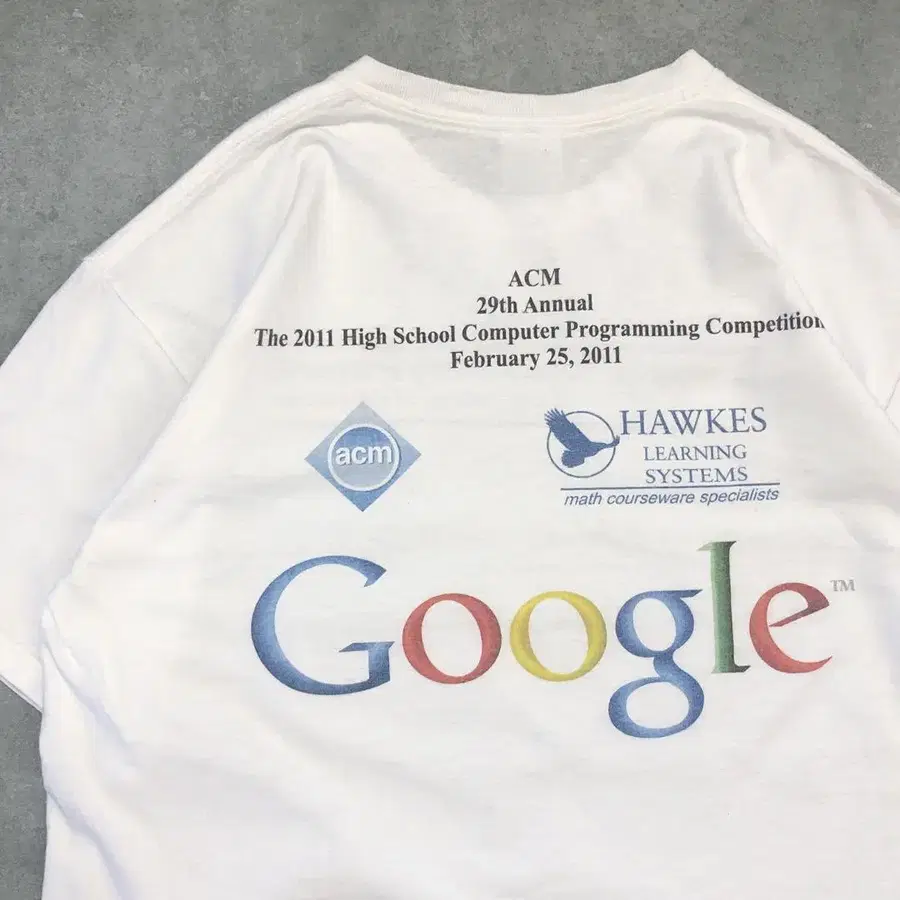 ACM
29th Annual
The 2011 High School Computer Programming Competition
February 25, 2011
acm
HAWKES
LEARNING
SYSTEMS
math courseware specialists
Google™